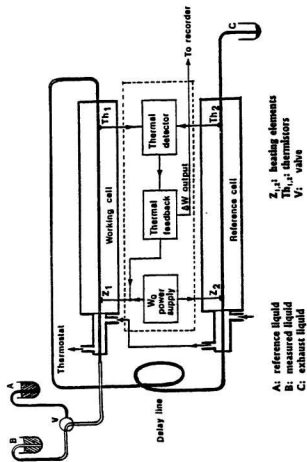 A
B
V
C
Thermostat
Working cell
Th1
Z1
To recorder
Thermal
detector
Thermal
feedback
ΔW output
W0
power
supply
Delay line
Z2
Th2
Reference cell
A: reference liquid
B: measured liquid
C: exhaust liquid
Z1,2: heating elements
Th1,2: thermistors
V: valve